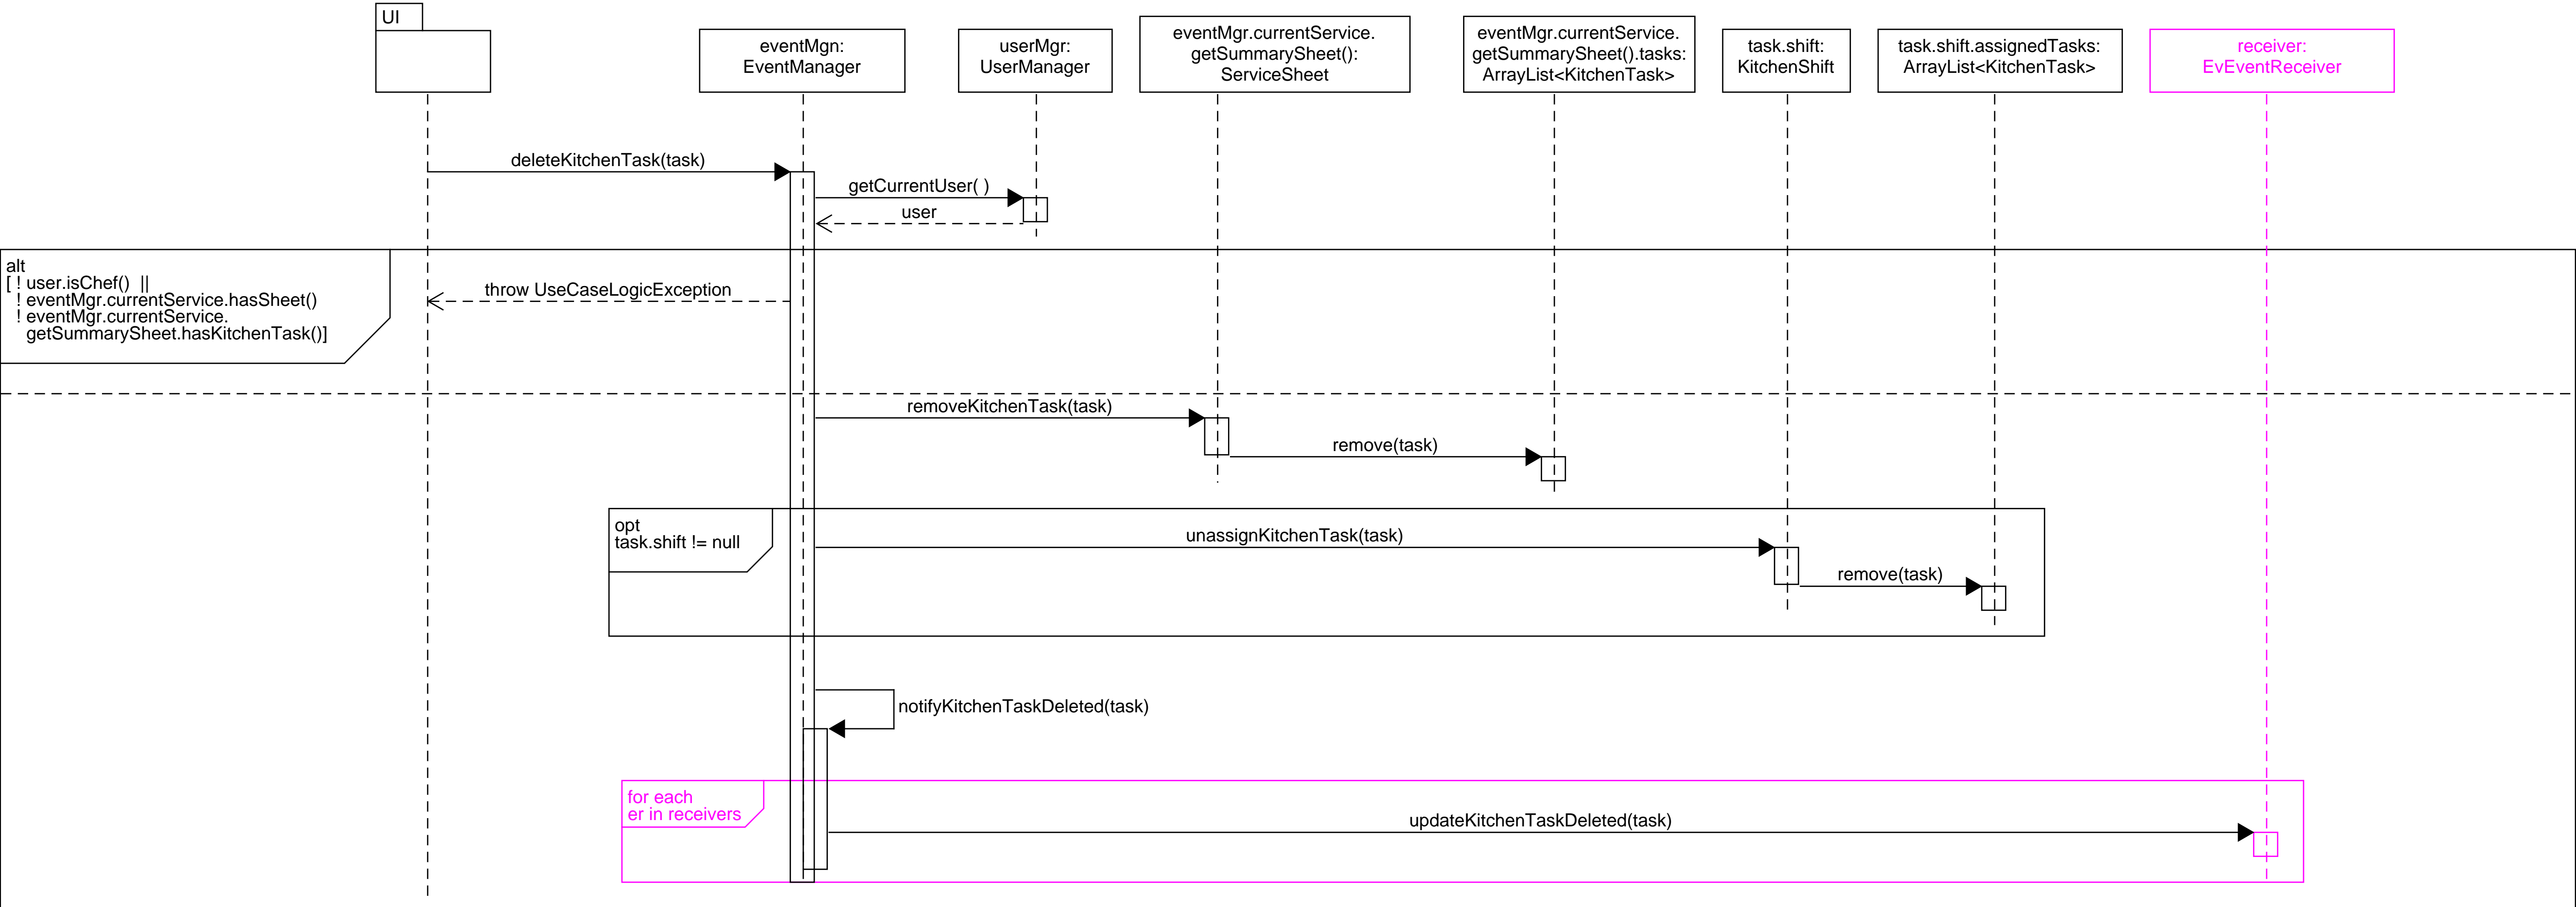 UI
eventMgn:
EventManager
userMgr:
UserManager
eventMgr.currentService.
getSummarySheet():
ServiceSheet
eventMgr.currentService.
getSummarySheet().tasks:
ArrayList<KitchenTask>
task.shift:
KitchenShift
task.shift.assignedTasks:
ArrayList<KitchenTask>
receiver:
EvEventReceiver
deleteKitchenTask(task)
getCurrentUser( )
user
alt
[ ! user.isChef()  ||
! eventMgr.currentService.hasSheet()
! eventMgr.currentService.
getSummarySheet.hasKitchenTask()]
throw UseCaseLogicException
removeKitchenTask(task)
remove(task)
opt
task.shift != null
unassignKitchenTask(task)
remove(task)
notifyKitchenTaskDeleted(task)
for each
er in receivers
updateKitchenTaskDeleted(task)